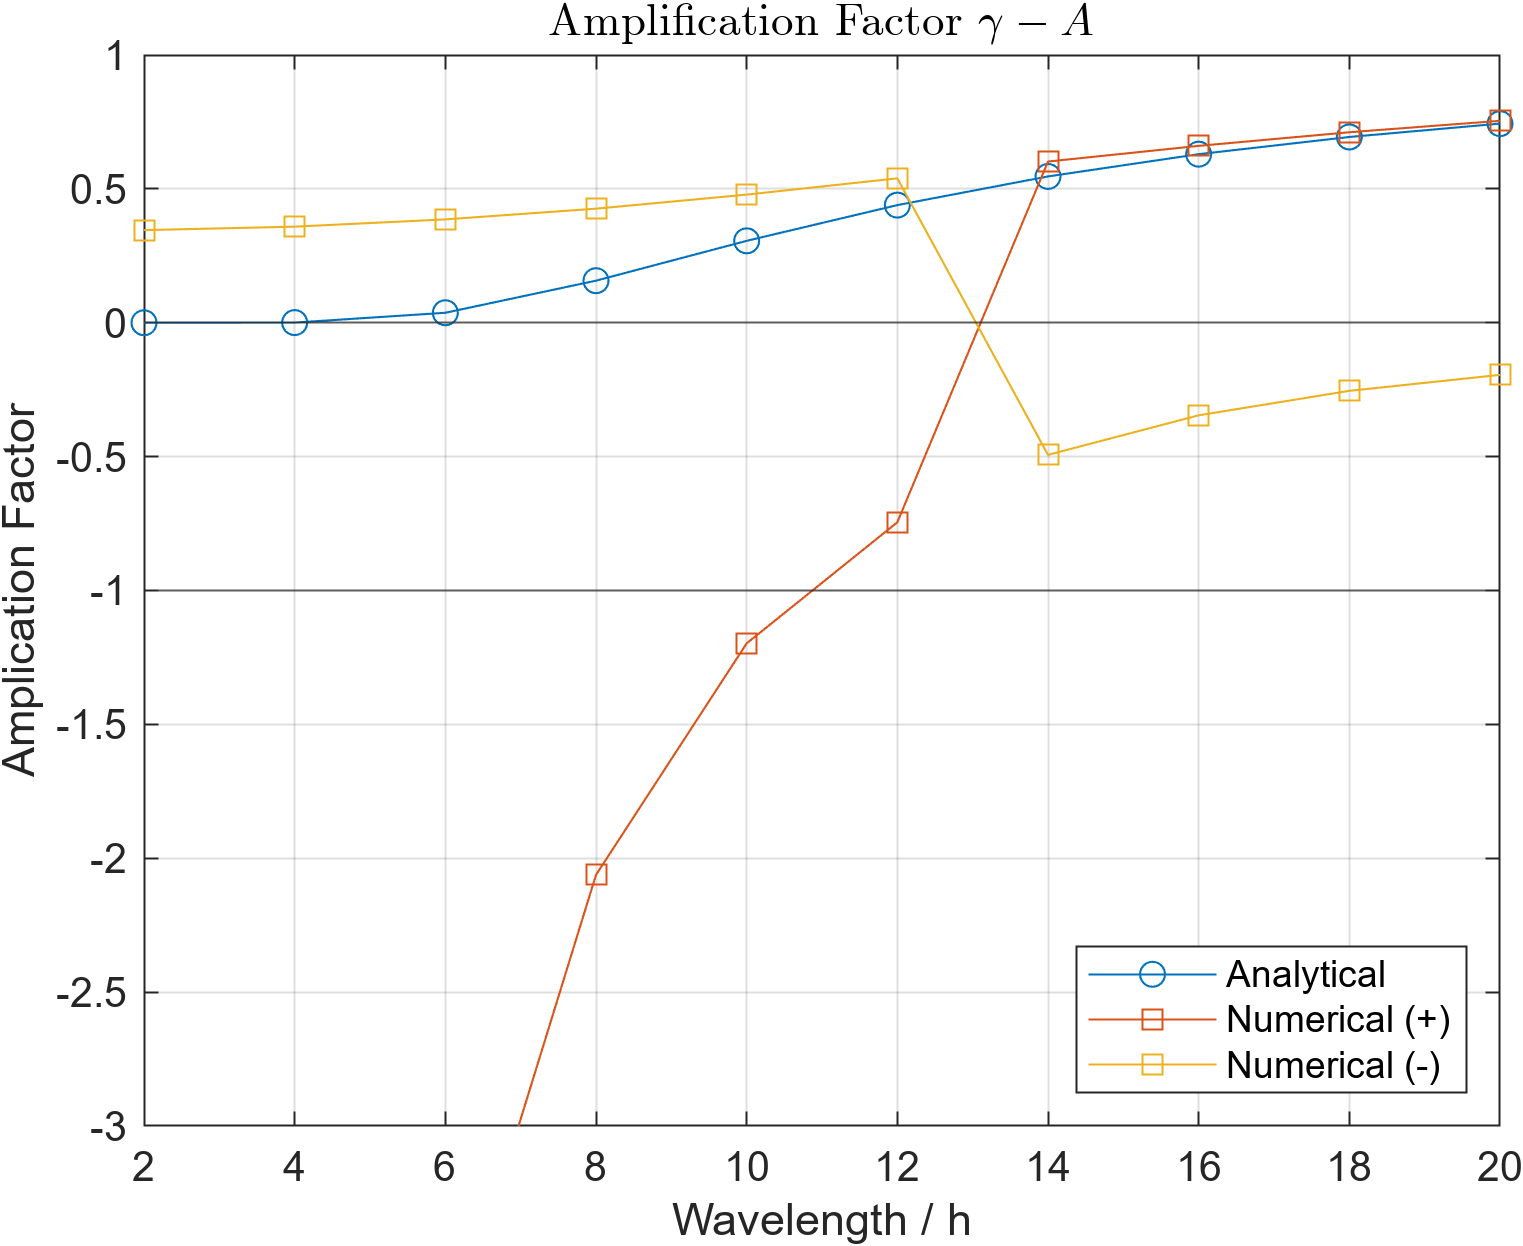 Amplification Factor γ − A
1
0.5
0
-0.5
-1
-1.5
-2
-2.5
-3
Amplication Factor
2 4 6 8 10 12 14 16 18 20
Wavelength / h
Analytical
Numerical (+)
Numerical (-)